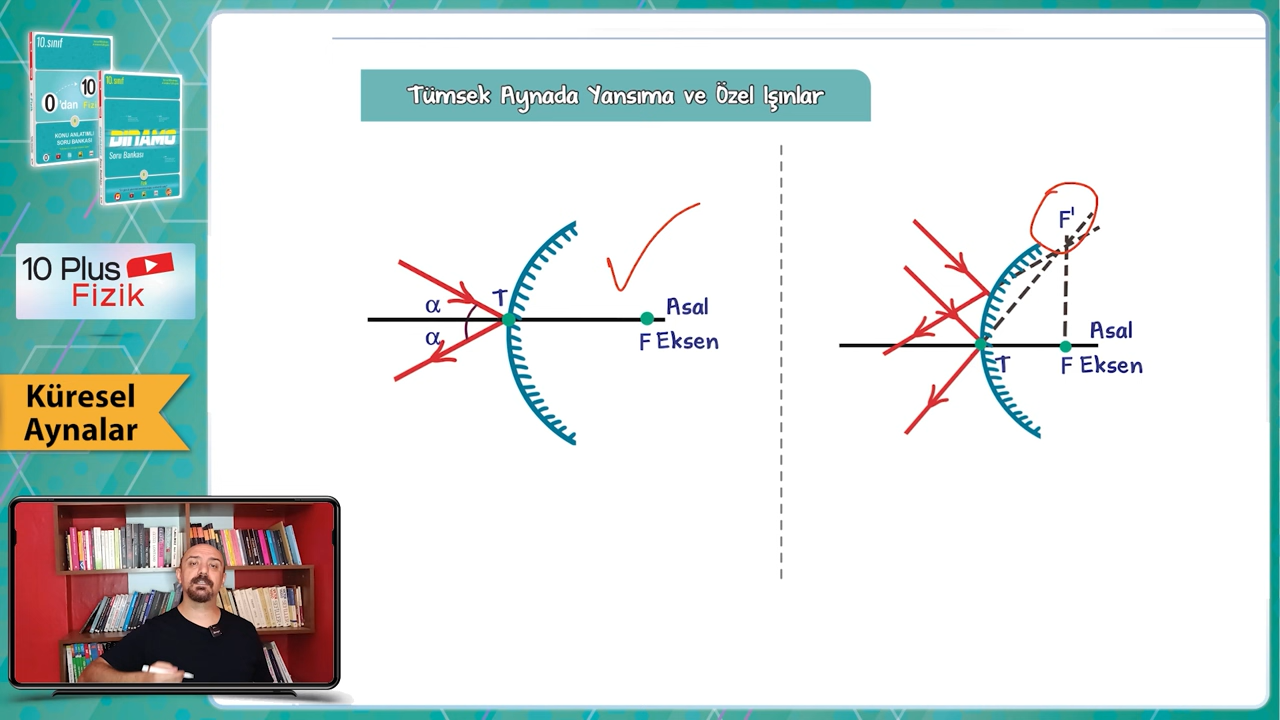 10.sınıf
0'dan 10
Fizik
KONU ANLATIMLI
SORU BANKASI
10.sınıf
DİNAMO
Soru Bankası
10 Plus
Fizik
Küresel
Aynalar
Tümsek Aynada Yansıma ve Özel Işınlar
T
α
α
Asal
F Eksen
F'
Asal
T
F Eksen